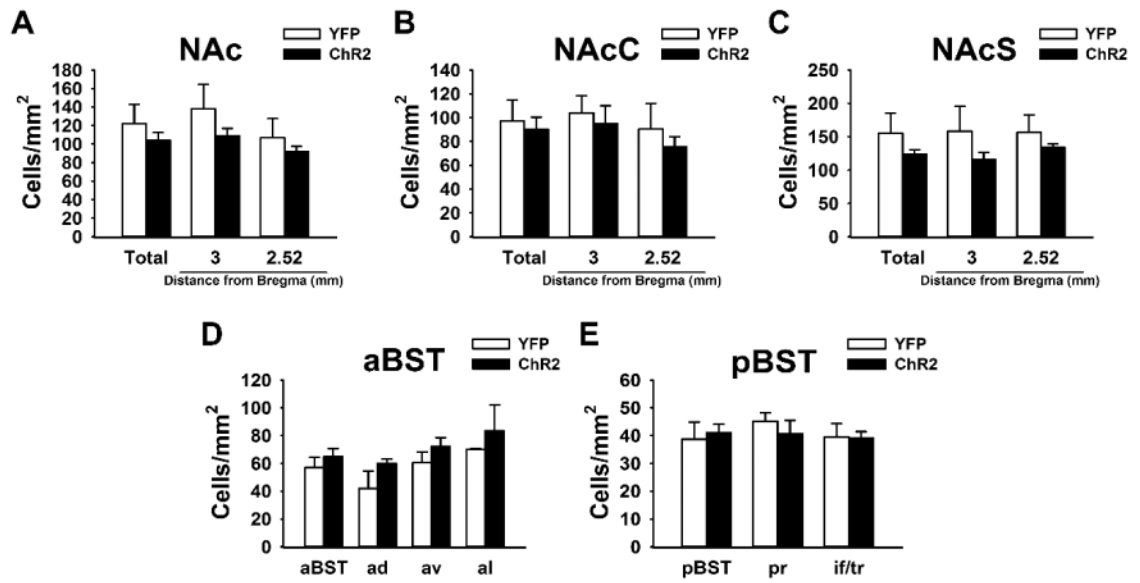 A
NAc
YFP
ChR2
Cells/mm²
180
160
140
120
100
80
60
40
20
0
Total 3 2.52
Distance from Bregma (mm)
B
NAcC
YFP
ChR2
Cells/mm²
140
120
100
80
60
40
20
0
Total 3 2.52
Distance from Bregma (mm)
C
NAcS
YFP
ChR2
Cells/mm²
250
200
150
100
50
0
Total 3 2.52
Distance from Bregma (mm)
D
aBST
YFP
ChR2
Cells/mm²
120
100
80
60
40
20
0
aBST ad av al
E
pBST
YFP
ChR2
Cells/mm²
60
50
40
30
20
10
0
pBST pr if/tr